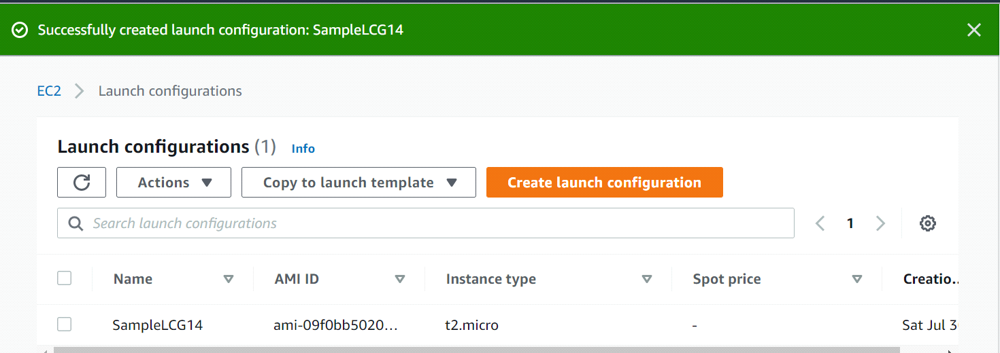 Successfully created launch configuration: SampleLCG14
EC2 Launch configurations
Launch configurations (1) Info
Actions Copy to launch template Create launch configuration
Search launch configurations 1
Name AMI ID Instance type Spot price Creatio...
SampleLCG14 ami-09f0bb5020... t2.micro - Sat Jul